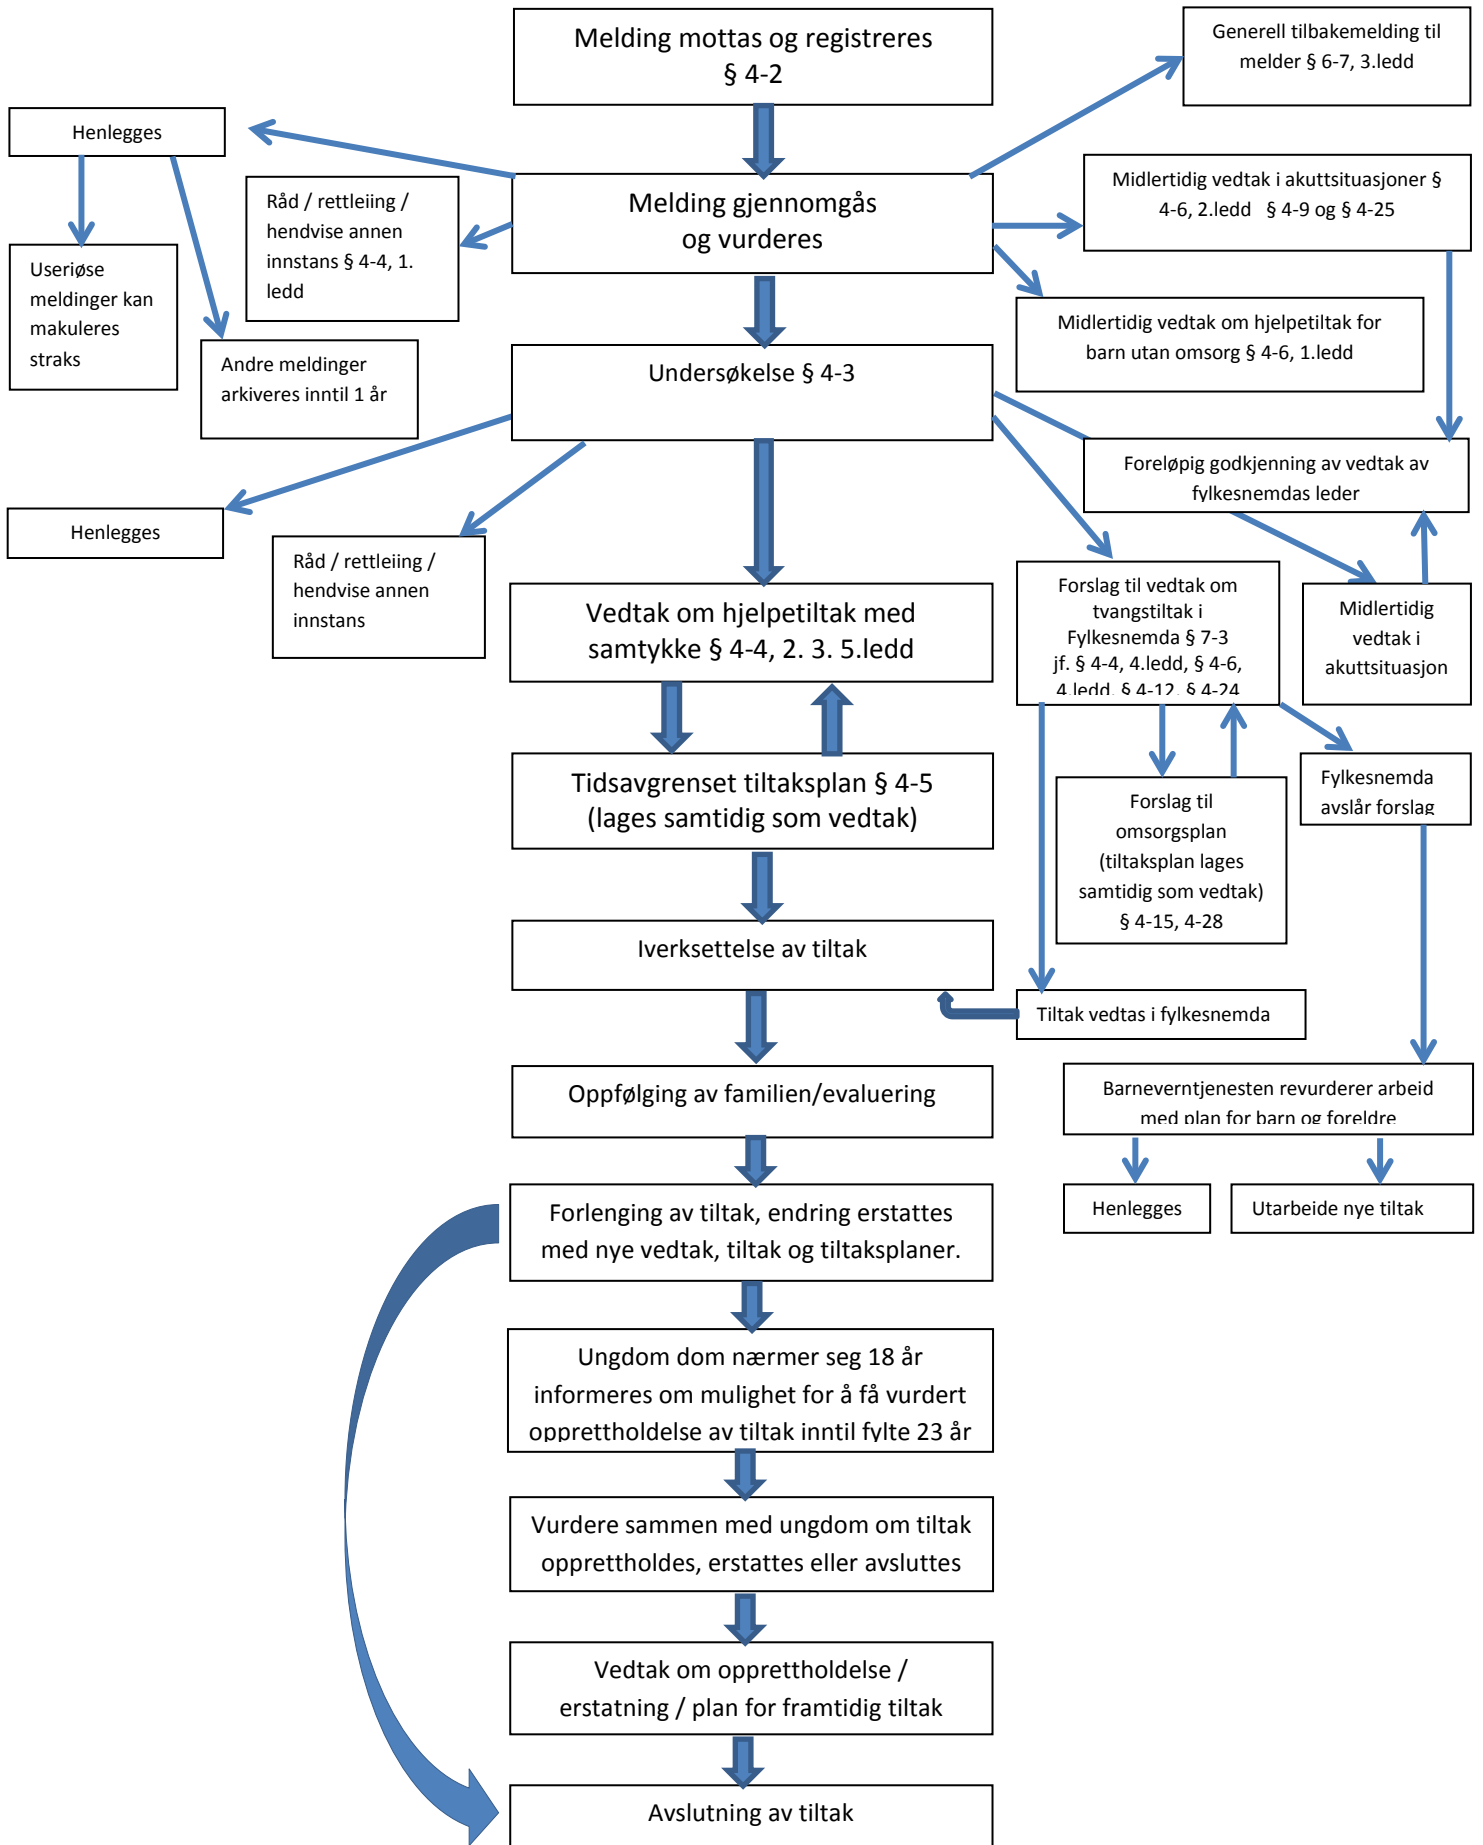 Melding mottas og registreres
§ 4-2
Generell tilbakemelding til
melder § 6-7, 3.ledd
Henlegges
Melding gjennomgås
og vurderes
Råd / rettleiing /
hendvise annen
innstans § 4-4, 1.
ledd
Midlertidig vedtak i akuttsituasjoner §
4-6, 2.ledd § 4-9 og § 4-25
Useriøse
meldinger kan
makuleres
straks
Andre meldinger
arkiveres inntil 1 år
Midlertidig vedtak om hjelpetiltak for
barn utan omsorg § 4-6, 1.ledd
Undersøkelse § 4-3
Foreløpig godkjenning av vedtak av
fylkesnemdas leder
Henlegges
Råd / rettleiing /
hendvise annen
innstans
Vedtak om hjelpetiltak med
samtykke § 4-4, 2. 3. 5.ledd
Forslag til vedtak om
tvangstiltak i
Fylkesnemda § 7-3
jf. § 4-4, 4.ledd, § 4-6,
4.ledd. § 4-12. § 4-24
Midlertidig
vedtak i
akuttsituasjon
Tidsavgrenset tiltaksplan § 4-5
(lages samtidig som vedtak)
Forslag til
omsorgsplan
(tiltaksplan lages
samtidig som vedtak)
§ 4-15, 4-28
Fylkesnemda
avslår forslag
Iverksettelse av tiltak
Tiltak vedtas i fylkesnemda
Oppfølging av familien/evaluering
Barneverntjenesten revurderer arbeid
med plan for barn og foreldre
Henlegges
Utarbeide nye tiltak
Forlenging av tiltak, endring erstattes
med nye vedtak, tiltak og tiltaksplaner.
Ungdom dom nærmer seg 18 år
informeres om mulighet for å få vurdert
opprettholdelse av tiltak inntil fylte 23 år
Vurdere sammen med ungdom om tiltak
opprettholdes, erstattes eller avsluttes
Vedtak om opprettholdelse /
erstatning / plan for framtidig tiltak
Avslutning av tiltak